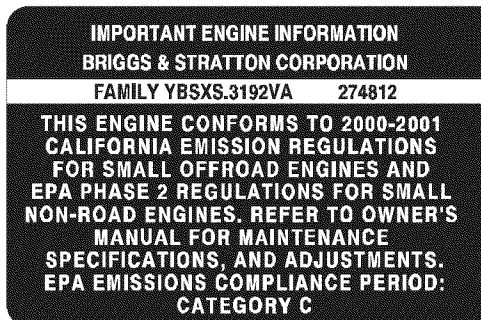 IMPORTANT ENGINE INFORMATION
BRIGGS & STRATTON CORPORATION
FAMILY YBSXS.3192VA 274812
THIS ENGINE CONFORMS TO 2000-2001
CALIFORNIA EMISSION REGULATIONS
FOR SMALL OFFROAD ENGINES AND
EPA PHASE 2 REGULATIONS FOR SMALL
NON-ROAD ENGINES. REFER TO OWNER'S
MANUAL FOR MAINTENANCE
SPECIFICATIONS, AND ADJUSTMENTS.
EPA EMISSIONS COMPLIANCE PERIOD:
CATEGORY C